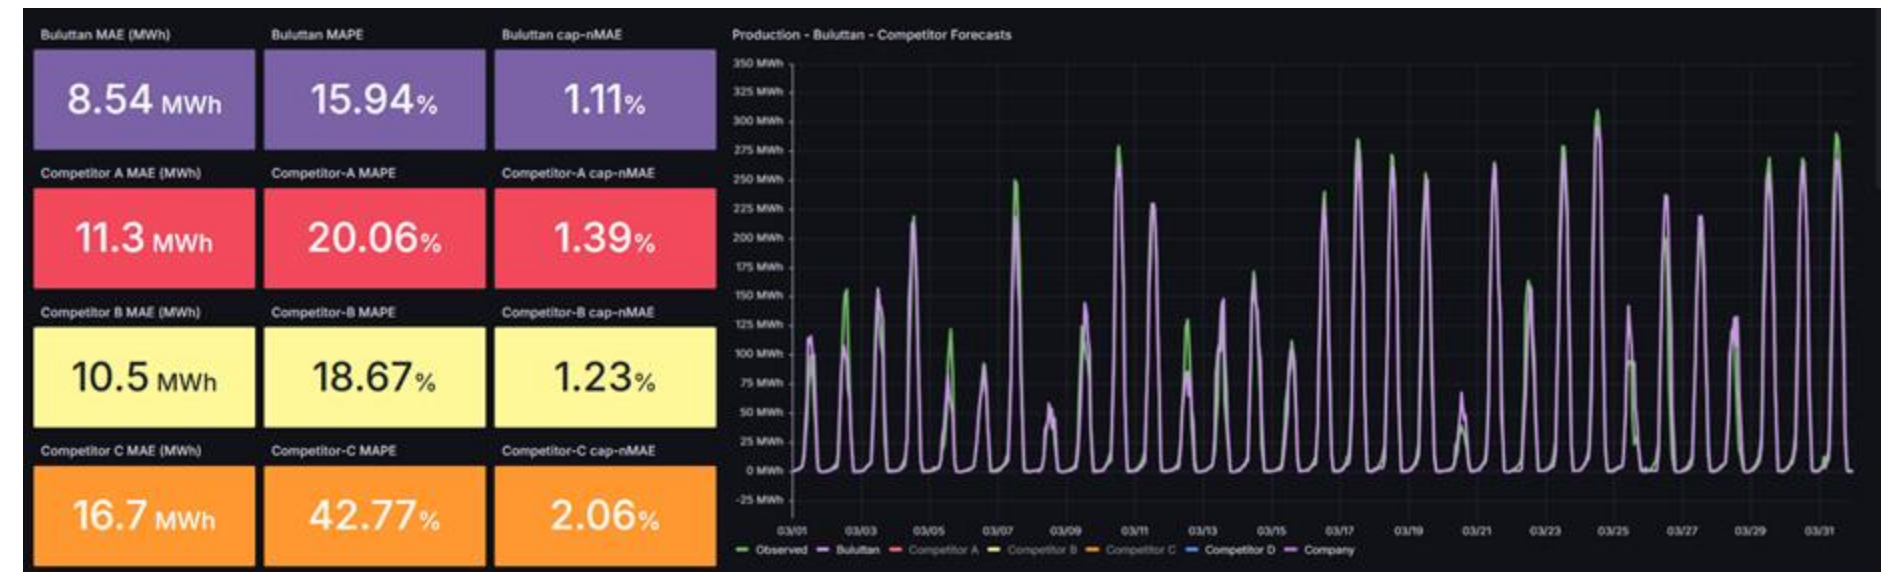 Buluttan MAE (MWh)
Buluttan MAPE
Buluttan cap-nMAE
8.54 MWh
15.94%
1.11%
Competitor A MAE (MWh)
Competitor-A MAPE
Competitor-A cap-nMAE
11.3 MWh
20.06%
1.39%
Competitor B MAE (MWh)
Competitor-B MAPE
Competitor-B cap-nMAE
10.5 MWh
18.67%
1.23%
Competitor C MAE (MWh)
Competitor-C MAPE
Competitor-C cap-nMAE
16.7 MWh
42.77%
2.06%
Production - Buluttan - Competitor Forecasts
350 MWh
325 MWh
300 MWh
275 MWh
250 MWh
225 MWh
200 MWh
175 MWh
150 MWh
125 MWh
100 MWh
75 MWh
50 MWh
25 MWh
0 MWh
-25 MWh
03/01 03/03 03/05 03/07 03/09 03/11 03/13 03/15 03/17 03/19 03/21 03/23 03/25 03/27 03/29 03/31
Observed Buluttan Competitor A Competitor B Competitor C Competitor D Company